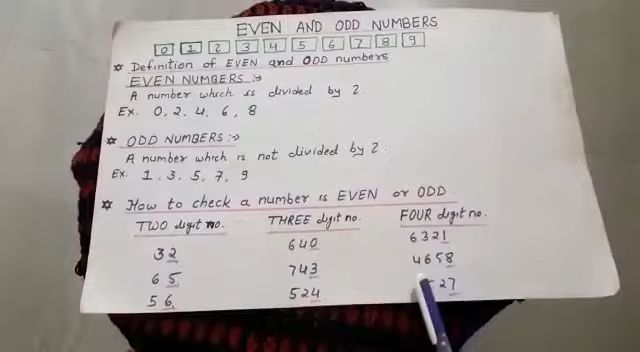 EVEN AND ODD NUMBERS
0 1 2 3 4 5 6 7 8 9
* Definition of EVEN and ODD numbers
EVEN NUMBERS :->
A number which is divided by 2.
Ex. 0, 2, 4, 6, 8
* ODD NUMBERS :->
A number which is not divided by 2.
Ex. 1, 3, 5, 7, 9
* How to check a number is EVEN or ODD.
TWO digit no. THREE digit no. FOUR digit no.
32 640 6321
65 743 4658
56 524 27